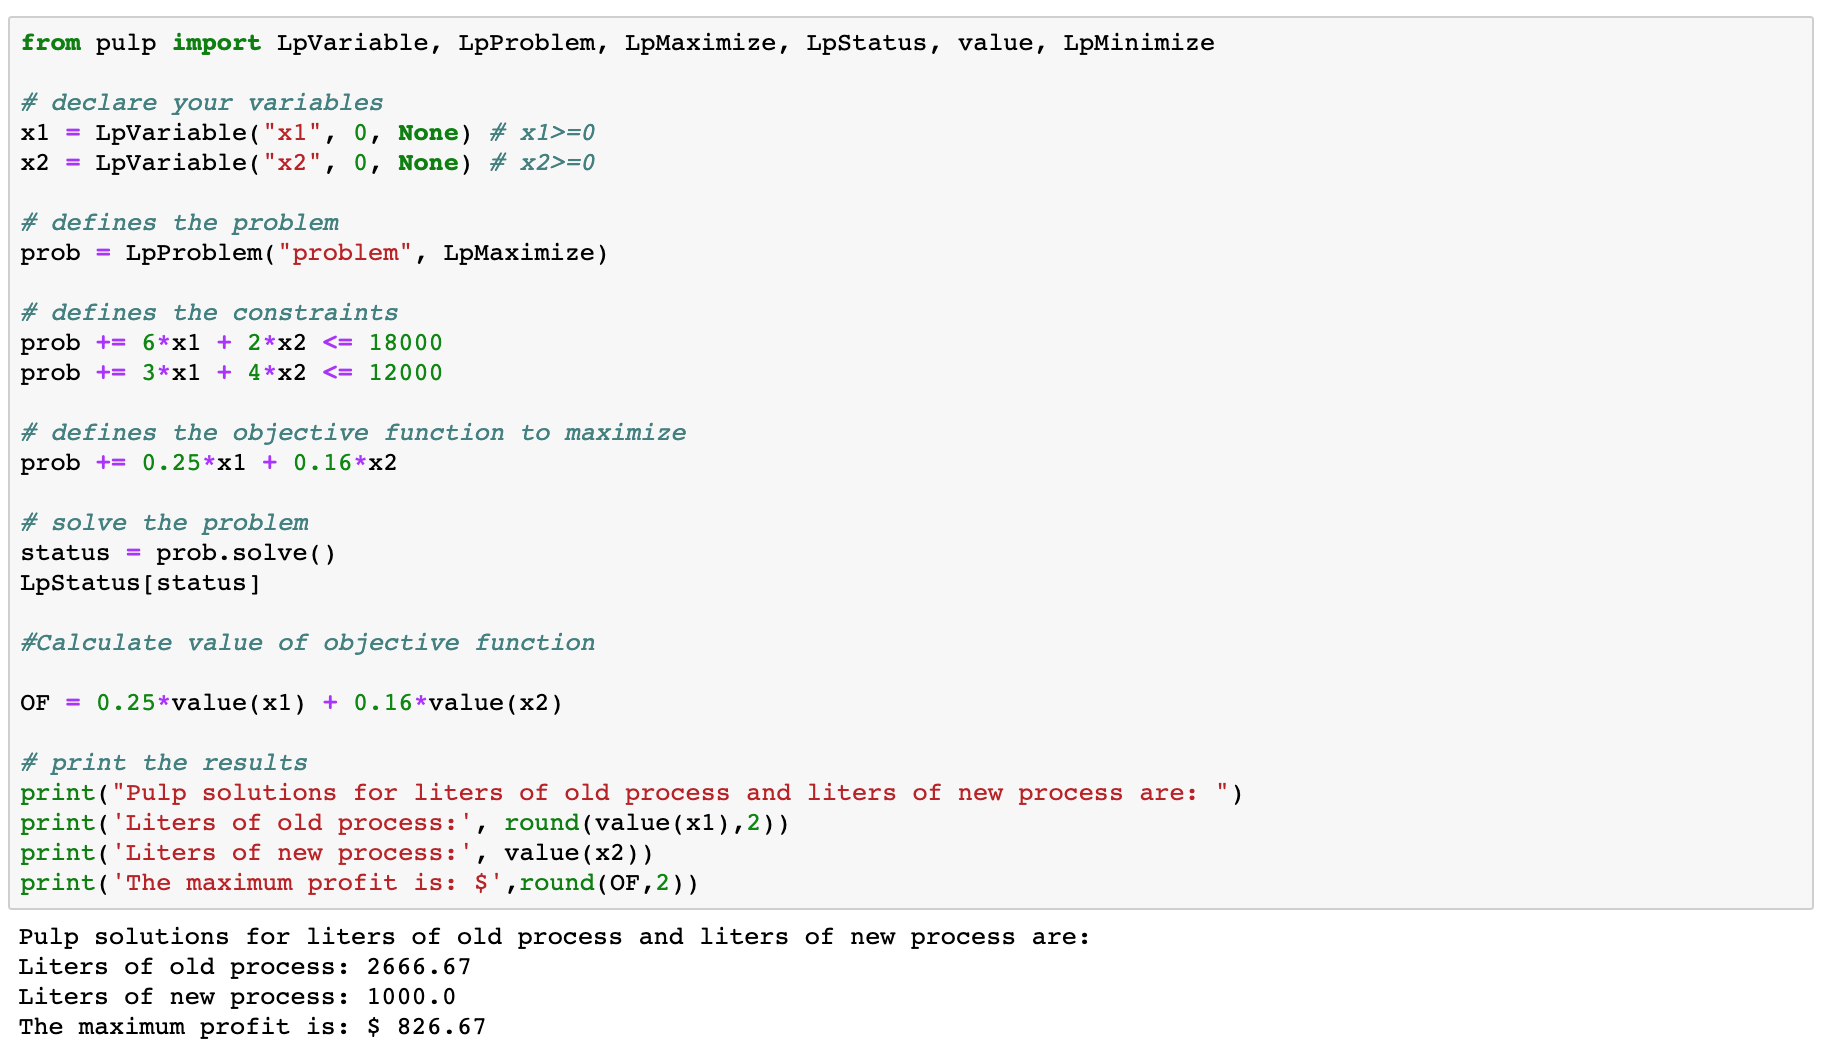 from pulp import LpVariable, LpProblem, LpMaximize, LpStatus, value, LpMinimize
# declare your variables
x1 = LpVariable("x1", 0, None) # x1>=0
x2 = LpVariable("x2", 0, None) # x2>=0
# defines the problem
prob = LpProblem("problem", LpMaximize)
# defines the constraints
prob += 6*x1 + 2*x2 <= 18000
prob += 3*x1 + 4*x2 <= 12000
# defines the objective function to maximize
prob += 0.25*x1 + 0.16*x2
# solve the problem
status = prob.solve()
LpStatus[status]
#Calculate value of objective function
OF = 0.25*value(x1) + 0.16*value(x2)
# print the results
print("Pulp solutions for liters of old process and liters of new process are: ")
print('Liters of old process:', round(value(x1),2))
print('Liters of new process:', value(x2))
print('The maximum profit is: $',round(OF,2))
Pulp solutions for liters of old process and liters of new process are:
Liters of old process: 2666.67
Liters of new process: 1000.0
The maximum profit is: $ 826.67